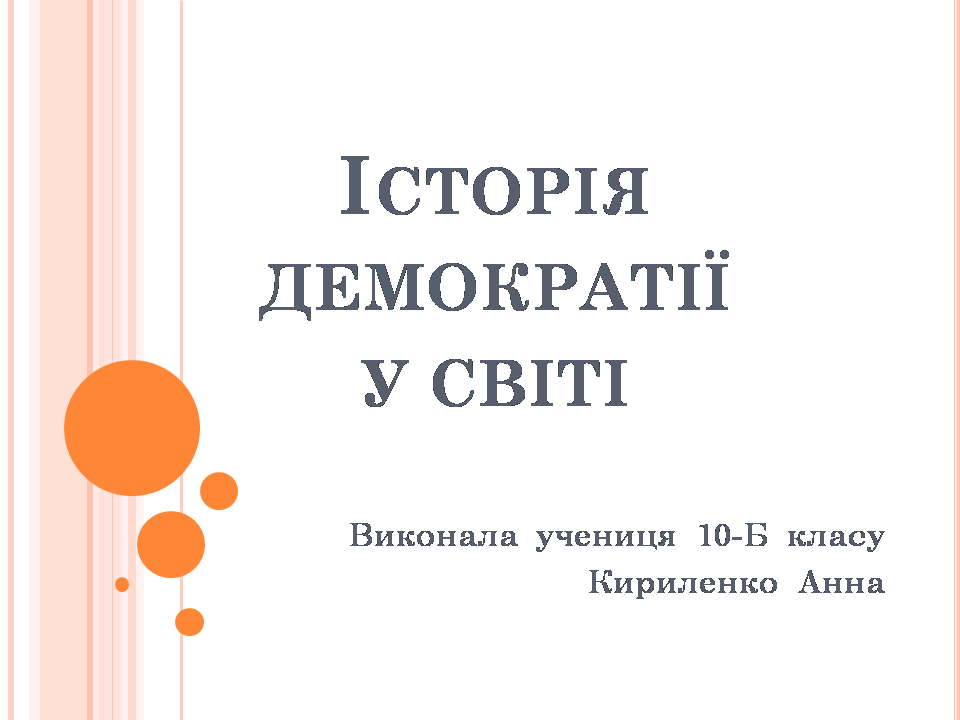 Історія
демократії
у світі
Виконала учениця 10-Б класу
Кириленко Анна